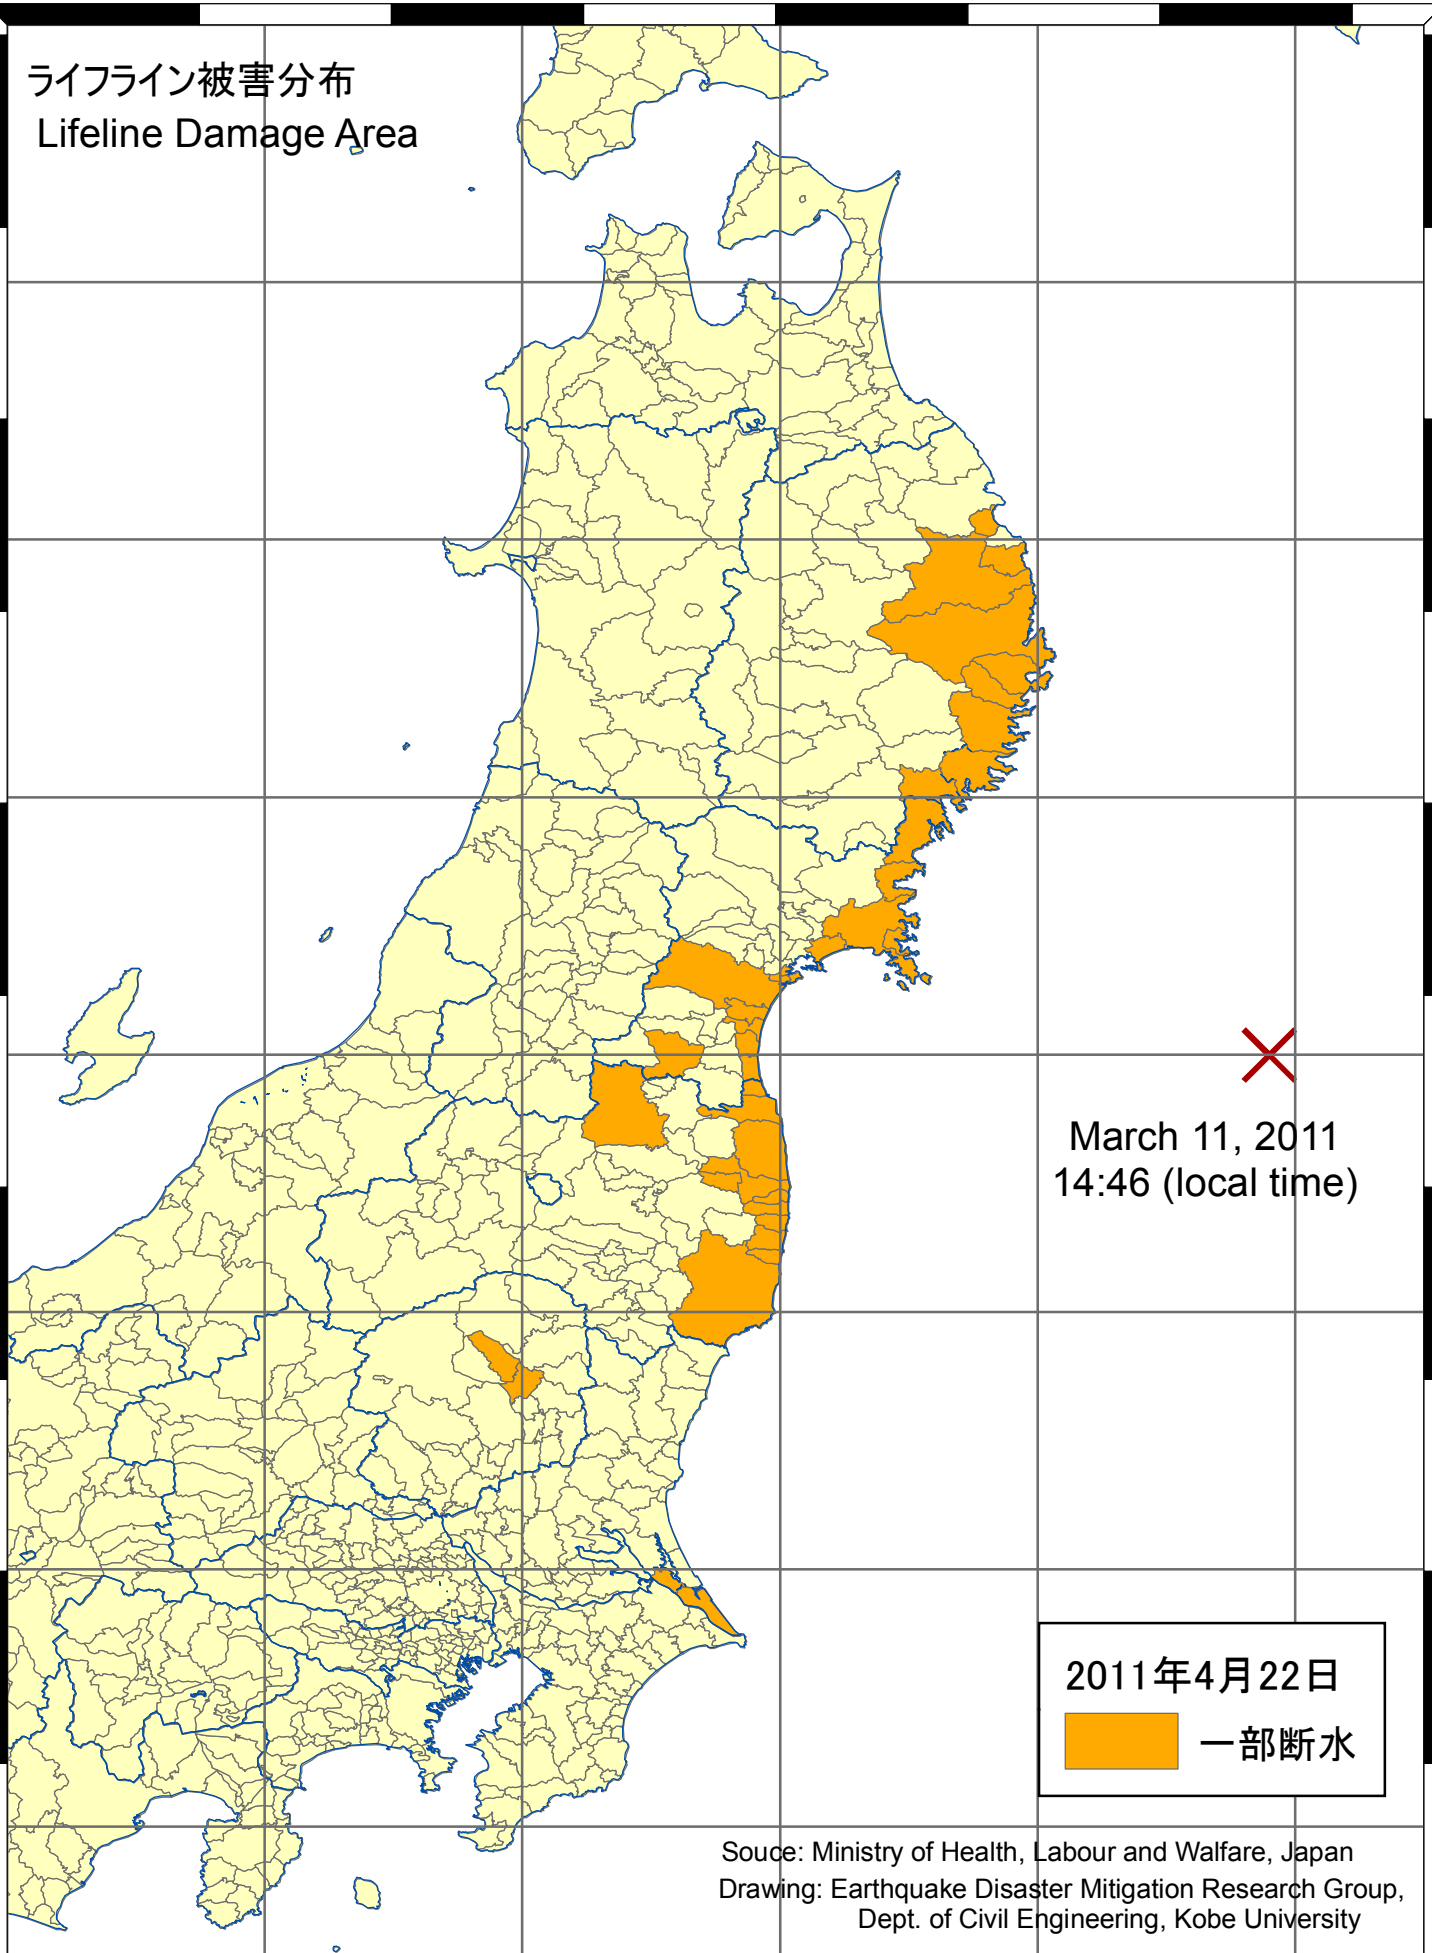 ライフライン被害分布
Lifeline Damage Area
March 11, 2011
14:46 (local time)
2011年4月22日
一部断水
Souce: Ministry of Health, Labour and Walfare, Japan
Drawing: Earthquake Disaster Mitigation Research Group,
Dept. of Civil Engineering, Kobe University